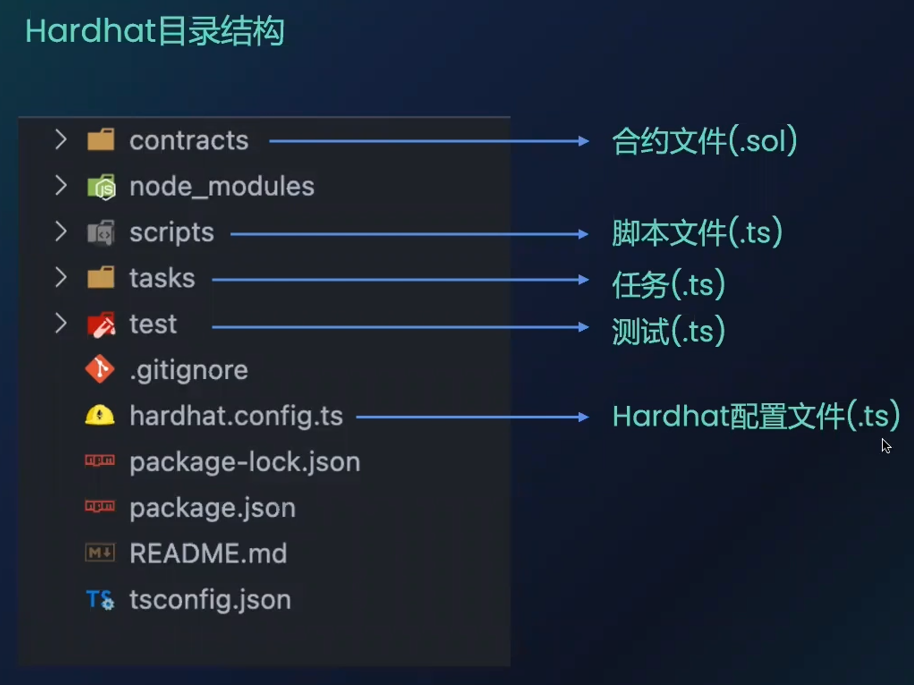 Hardhat目录结构
contracts
合约文件(.sol)
node_modules
scripts
脚本文件(.ts)
tasks
任务(.ts)
test
测试(.ts)
.gitignore
hardhat.config.ts
Hardhat配置文件(.ts)
package-lock.json
package.json
README.md
tsconfig.json